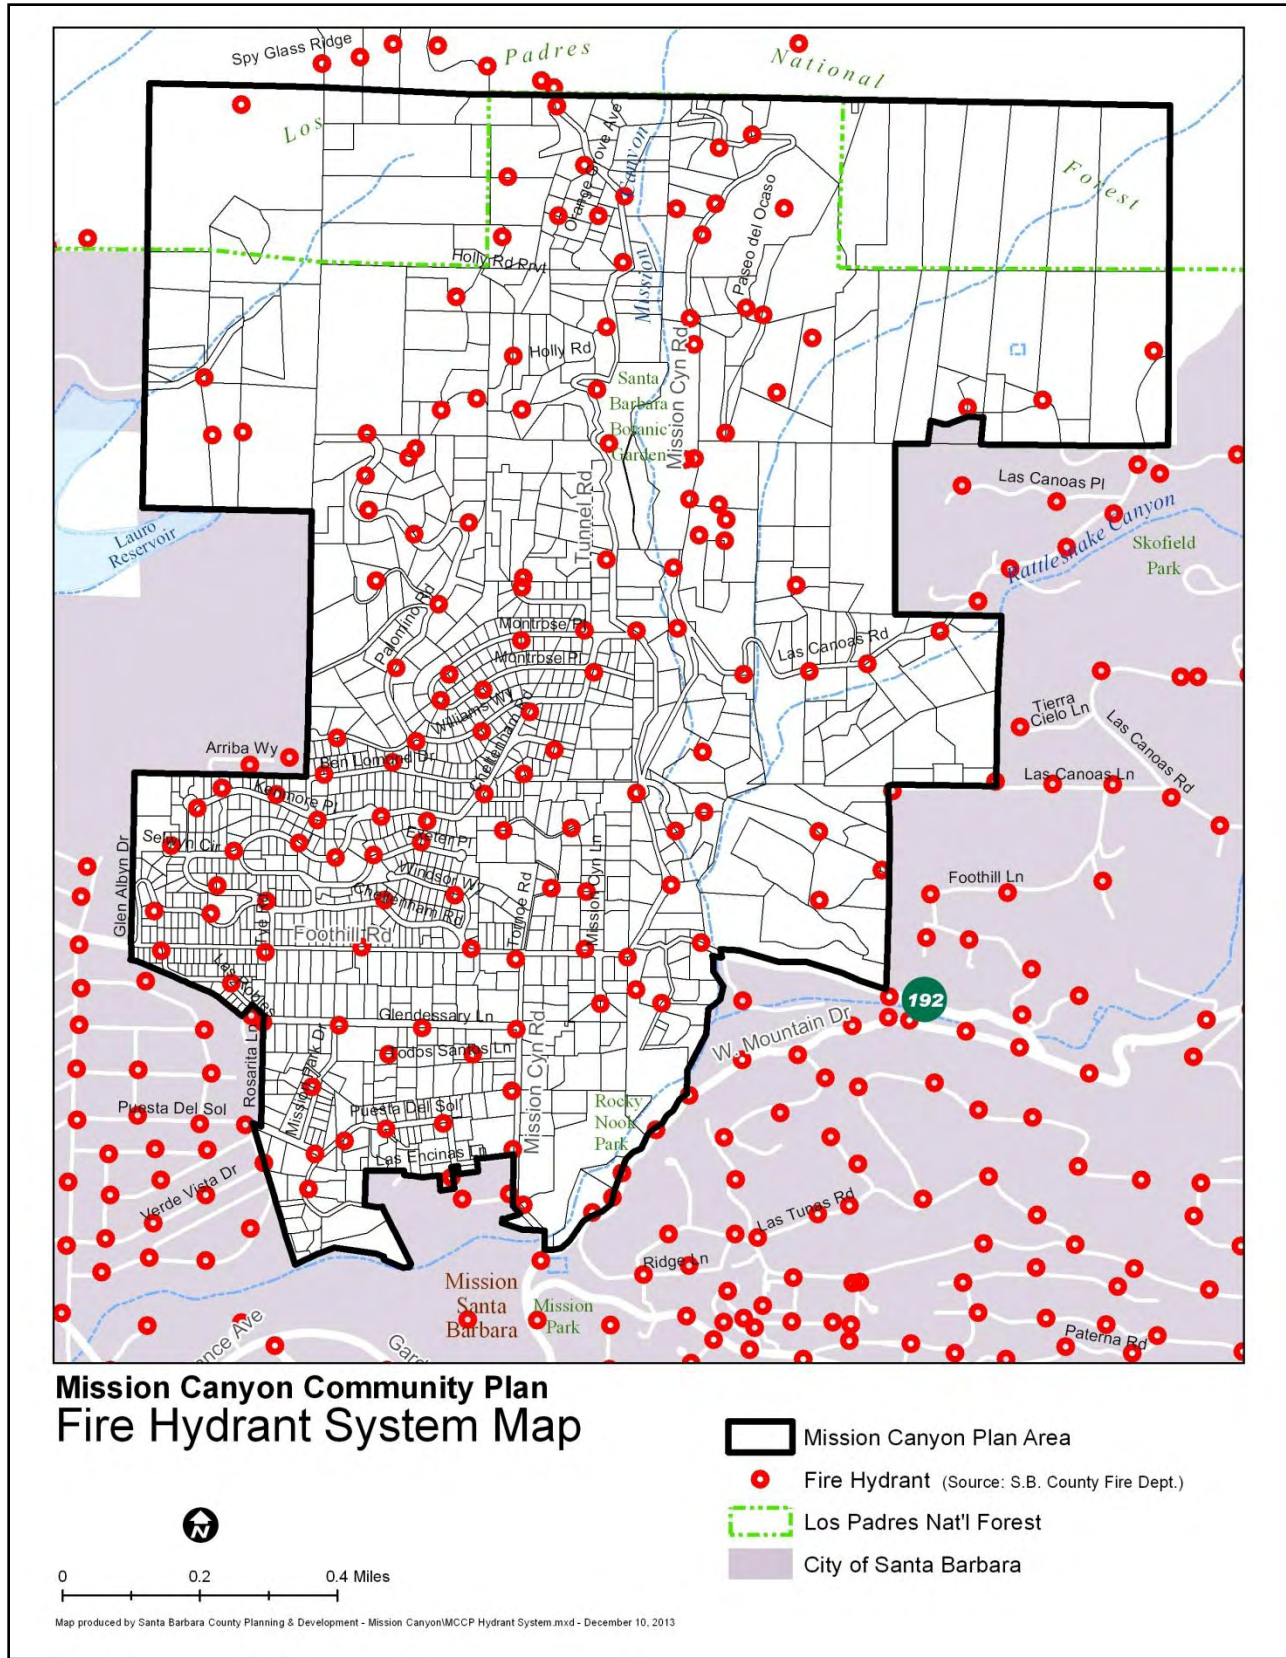 Spy Glass Ridge
Padres
National
Los
Forest
Orange Grove Ave
Canyon
Mission
Paseo del Ocaso
Holly Rd Prvt
Holly Rd
Santa
Barbara
Botanic
Garden
Mission Cyn Rd
Tunnel Rd
Las Canoas Pl
Rattlesnake Canyon
Skofield
Park
Lauro
Reservoir
Palomino Rd
Montrose Pl
Montrose Pl
Las Canoas Rd
Williams Wy
Cheltenham Rd
Tierra
Cielo Ln
Las Canoas Rd
Arriba Wy
Ben Lomond Dr
Las Canoas Ln
Kenmore Pl
Selwyn Cir
Exeter Pl
Windsor Wy
Cheltenham Rd
Glen Albyn Dr
Tye Rd
Tornoe Rd
Mission Cyn Ln
Foothill Ln
Foothill Rd
Las Robles
192
W. Mountain Dr
Glendessary Ln
Todos Santos Ln
Rosarita Ln
Mission Park Dr
Mission Cyn Rd
Puesta Del Sol
Puesta Del Sol
Rocky
Nook
Park
Las Encinas Ln
Verde Vista Dr
Las Tunas Rd
Ridge Ln
Mission
Santa
Barbara
Mission
Park
Paterna Rd
ance Ave
Gard
Mission Canyon Community Plan
Fire Hydrant System Map
Mission Canyon Plan Area
Fire Hydrant (Source: S.B. County Fire Dept.)
Los Padres Nat'l Forest
City of Santa Barbara
N
0 0.2 0.4 Miles
Map produced by Santa Barbara County Planning & Development - Mission Canyon\MCCP Hydrant System.mxd - December 10, 2013